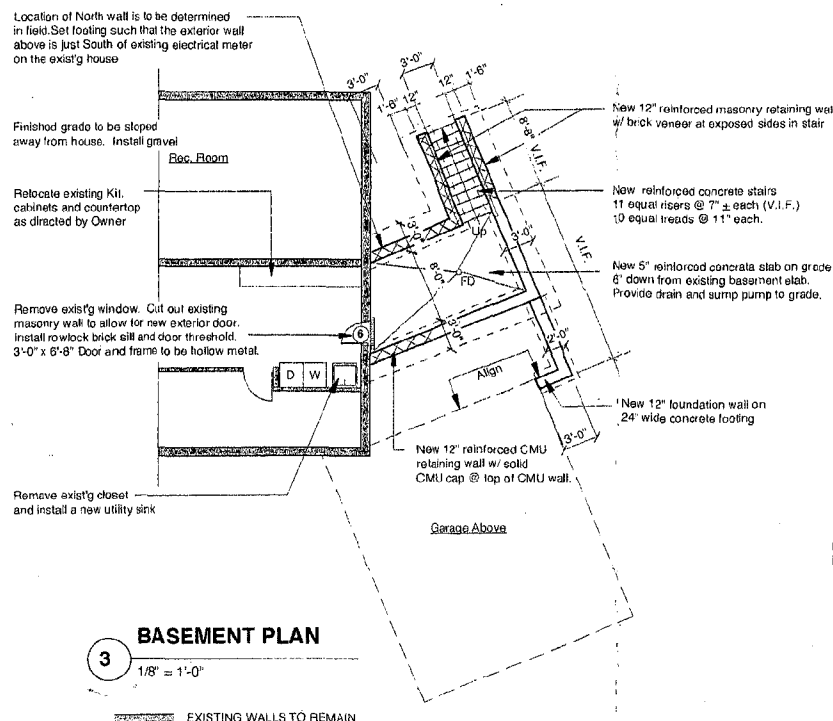 Location of North wall is to be determined
in field.Set footing such that the exterior wall
above is just South of existing electrical meter
on the exist'g house
3'-0"
3'-0"
1'-6"
12"
12"
1'-6"
8'-8" V.I.F.
New 12" reinforced masonry retaining wal
w/ brick veneer at exposed sides in stair
Finished grade to be sloped
away from house. Install gravel
Rec. Room
Relocate existing Kit.
cabinets and countertop
as directed by Owner
New reinforced concrete stairs
11 equal risers @ 7" ± each (V.I.F.)
10 equal treads @ 11" each.
Up
3'-0"
8'-0"
3'-0"
V.I.F.
FD
New 5" reinforced concrete slab on grade
6" down from existing basement slab.
Provide drain and sump pump to grade.
Remove exist'g window. Cut out existing
masonry wall to allow for new exterior door.
Install rowlock brick sill and door threshold.
3'-0" x 6'-8" Door and frame to be hollow metal.
6
3'-0"
2'-0"
D W
Align
New 12" foundation wall on
24" wide concrete footing
3'-0"
New 12" reinforced CMU
retaining wall w/ solid
CMU cap @ top of CMU wall.
Remove exist'g closet
and install a new utility sink
Garage Above
3
BASEMENT PLAN
1/8" = 1'-0"
EXISTING WALLS TO REMAIN